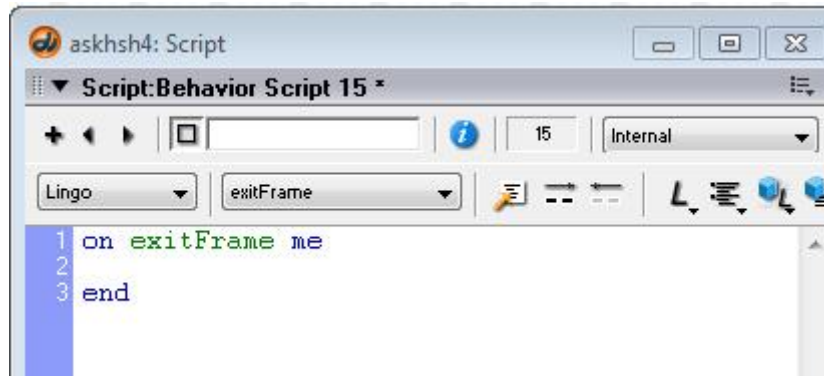 askhsh4: Script
Script:Behavior Script 15 *
15 Internal
Lingo exitFrame L L
1 on exitFrame me
2
3 end